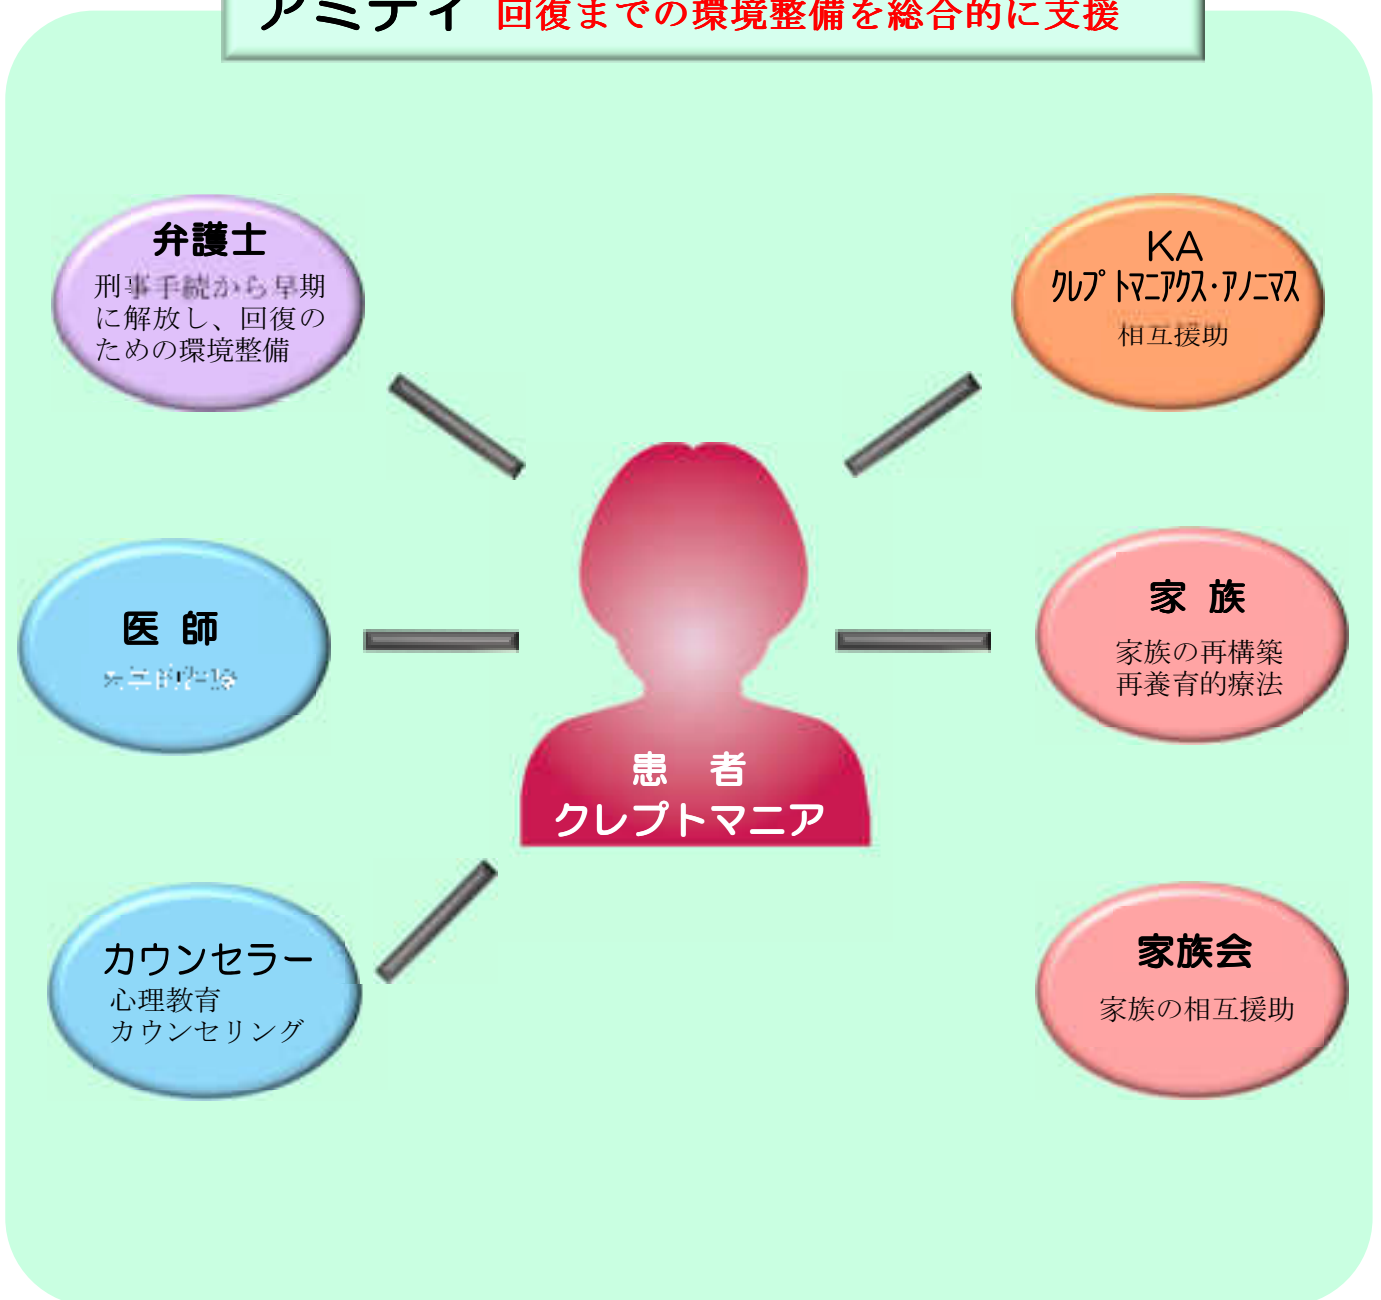 アミティ 回復までの環境整備を総合的に支援
弁護士
刑事手続から早期
に解放し、回復の
ための環境整備
KA
クレプトマニアクス・アノニマス
相互援助
医 師
家 族
家族の再構築
再養育的療法
患 者
クレプトマニア
カウンセラー
心理教育
カウンセリング
家族会
家族の相互援助